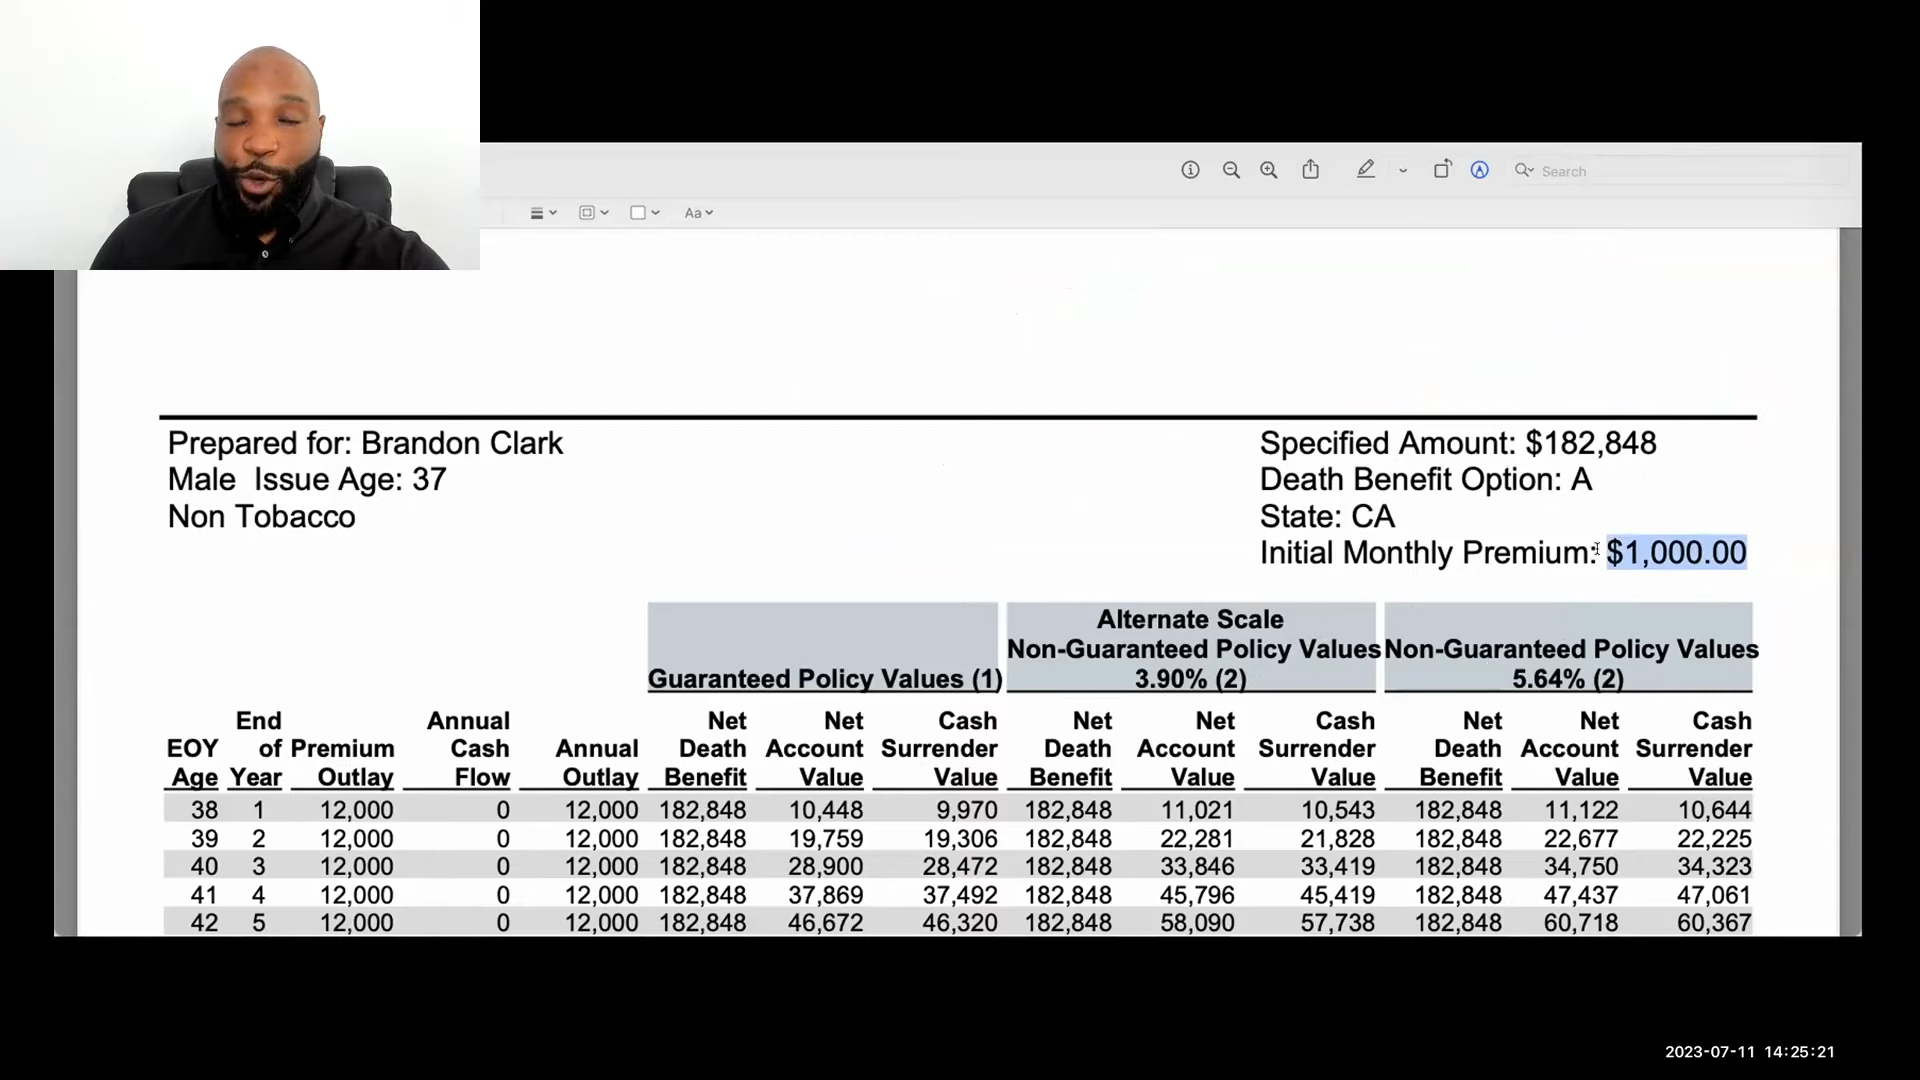 Search
Aa
Prepared for: Brandon Clark
Male Issue Age: 37
Non Tobacco
Specified Amount: $182,848
Death Benefit Option: A
State: CA
Initial Monthly Premium: $1,000.00
Guaranteed Policy Values (1)
Alternate Scale
Non-Guaranteed Policy Values
3.90% (2)
Non-Guaranteed Policy Values
5.64% (2)
EOY Age End of Year Premium Outlay Annual Cash Flow Annual Outlay Net Death Benefit Net Account Value Cash Surrender Value Net Death Benefit Net Account Value Cash Surrender Value Net Death Benefit Net Account Value Cash Surrender Value
38 1 12,000 0 12,000 182,848 10,448 9,970 182,848 11,021 10,543 182,848 11,122 10,644
39 2 12,000 0 12,000 182,848 19,759 19,306 182,848 22,281 21,828 182,848 22,677 22,225
40 3 12,000 0 12,000 182,848 28,900 28,472 182,848 33,846 33,419 182,848 34,750 34,323
41 4 12,000 0 12,000 182,848 37,869 37,492 182,848 45,796 45,419 182,848 47,437 47,061
42 5 12,000 0 12,000 182,848 46,672 46,320 182,848 58,090 57,738 182,848 60,718 60,367
2023-07-11 14:25:21